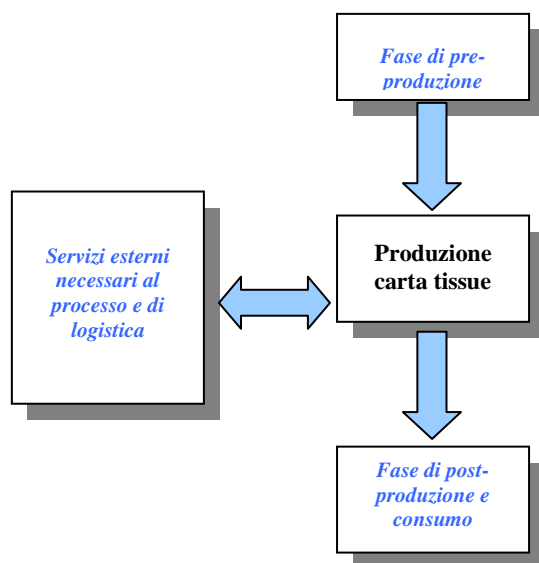 Fase di pre-
produzione
Servizi esterni
necessari al
processo e di
logistica
Produzione
carta tissue
Fase di post-
produzione e
consumo